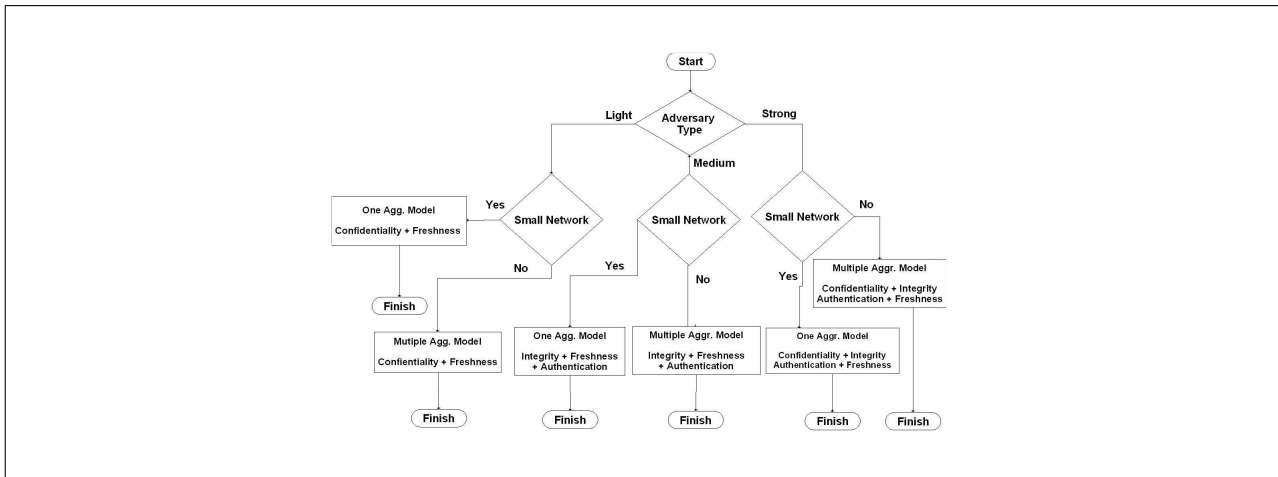 Start
Adversary
Type
Light
Strong
Medium
Small Network
Yes
One Agg. Model
Confidentiality + Freshness
Finish
No
Mutiple Agg. Model
Confientiality + Freshness
Finish
Small Network
Yes
One Agg. Model
Integrity + Freshness
+ Authentication
Finish
No
Multiple Aggr. Model
Integrity + Freshness
+ Authentication
Finish
Small Network
Yes
One Aggr. Model
Confidentiality + Integrity
Authentication + Freshness
Finish
No
Multiple Aggr. Model
Confidentiality + Integrity
Authentication + Freshness
Finish